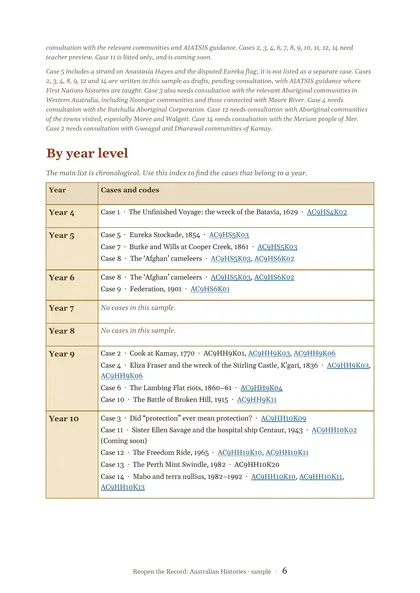 consultation with the relevant communities and AIATSIS guidance. Cases 2, 3, 4, 6, 7, 8, 9, 10, 11, 12, 14 need
teacher preview. Case 11 is listed only, and is coming soon.
Case 5 includes a strand on Anastasia Hayes and the disputed Eureka flag; it is not listed as a separate case. Cases
2, 3, 4, 8, 9, 12 and 14 are written in this sample as drafts, pending consultation, with AIATSIS guidance where
First Nations histories are taught. Case 3 also needs consultation with the relevant Aboriginal communities in
Western Australia, including Noongar communities and those connected with Moore River. Case 4 needs
consultation with the Butchulla Aboriginal Corporation. Case 12 needs consultation with Aboriginal communities
of the towns visited, especially Moree and Walgett. Case 14 needs consultation with the Meriam people of Mer.
Case 2 needs consultation with Gweagal and Dharawal communities of Kamay.
By year level
The main list is chronological. Use this index to find the cases that belong to a year.
Year Cases and codes
Year 4 Case 1 · The Unfinished Voyage: the wreck of the Batavia, 1629 · AC9HS4K02
Year 5 Case 5 · Eureka Stockade, 1854 · AC9HS5K03
Case 7 · Burke and Wills at Cooper Creek, 1861 · AC9HS5K03
Case 8 · The ‘Afghan’ cameleers · AC9HS5K03, AC9HS6K02
Year 6 Case 8 · The ‘Afghan’ cameleers · AC9HS5K03, AC9HS6K02
Case 9 · Federation, 1901 · AC9HS6K01
Year 7 No cases in this sample.
Year 8 No cases in this sample.
Year 9 Case 2 · Cook at Kamay, 1770 · AC9HH9K01, AC9HH9K03, AC9HH9K06
Case 4 · Eliza Fraser and the wreck of the Stirling Castle, K’gari, 1836 · AC9HH9K03,
AC9HH9K06
Case 6 · The Lambing Flat riots, 1860–61 · AC9HH9K04
Case 10 · The Battle of Broken Hill, 1915 · AC9HH9K11
Year 10 Case 3 · Did “protection” ever mean protection? · AC9HH10K09
Case 11 · Sister Ellen Savage and the hospital ship Centaur, 1943 · AC9HH10K02
(Coming soon)
Case 12 · The Freedom Ride, 1965 · AC9HH10K10, AC9HH10K11
Case 13 · The Perth Mint Swindle, 1982 · AC9HH10K20
Case 14 · Mabo and terra nullius, 1982–1992 · AC9HH10K10, AC9HH10K11,
AC9HH10K13
Reopen the Record: Australian Histories · sample · 6